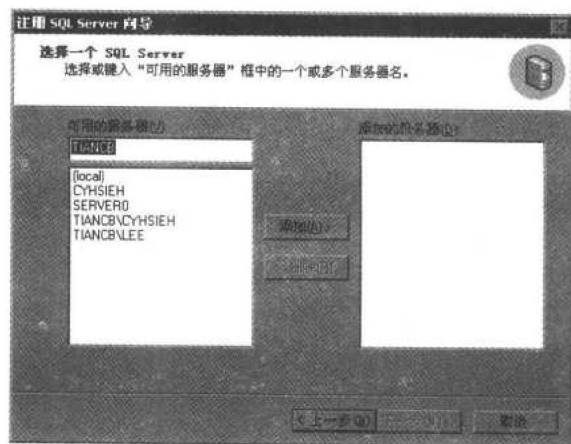 注册 SQL Server 向导
选择一个 SQL Server
选择或键入“可用的服务器”框中的一个或多个服务器名。
可用的服务器(V)
添加的服务器(D)
TIANCB
(local)
CYHSIEH
SERVER0
TIANCB\CYHSIEH
TIANCB\LEE
添加(A) >
< 上一步(B)
取消